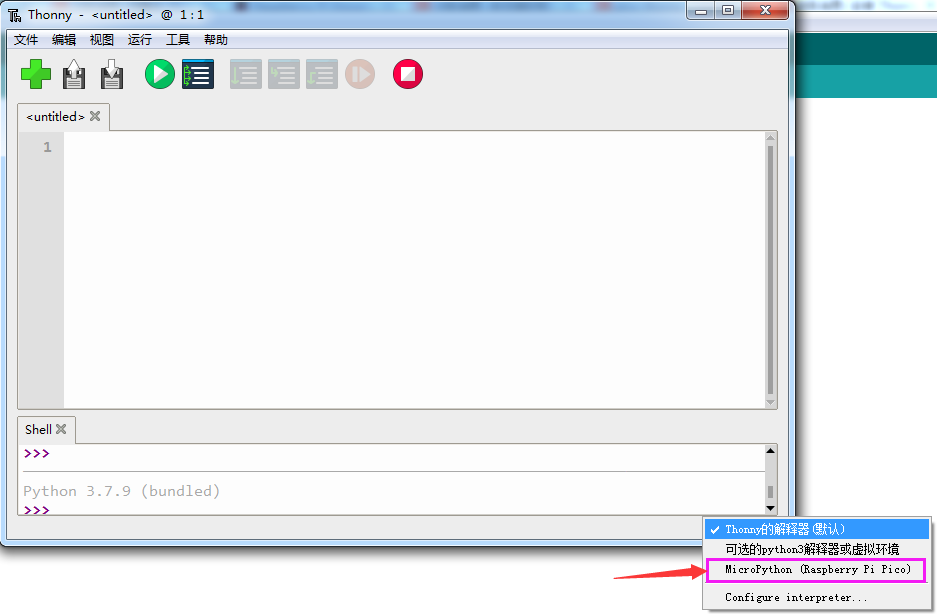 Thonny - <untitled> @ 1:1
文件 编辑 视图 运行 工具 帮助
<untitled>
1
Shell
>>>
Python 3.7.9 (bundled)
>>>
Thonny的解释器(默认)
可选的python3解释器或虚拟环境
MicroPython (Raspberry Pi Pico)
Configure interpreter...